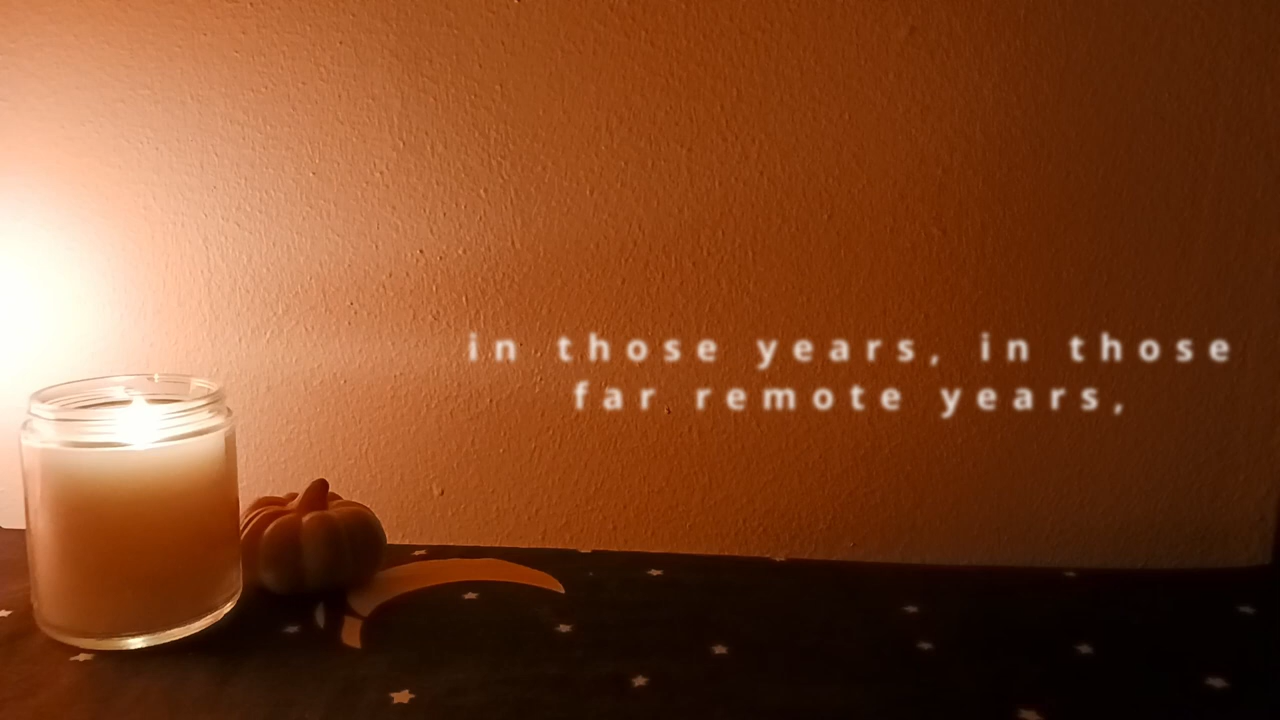 in those years, in those
far remote years,